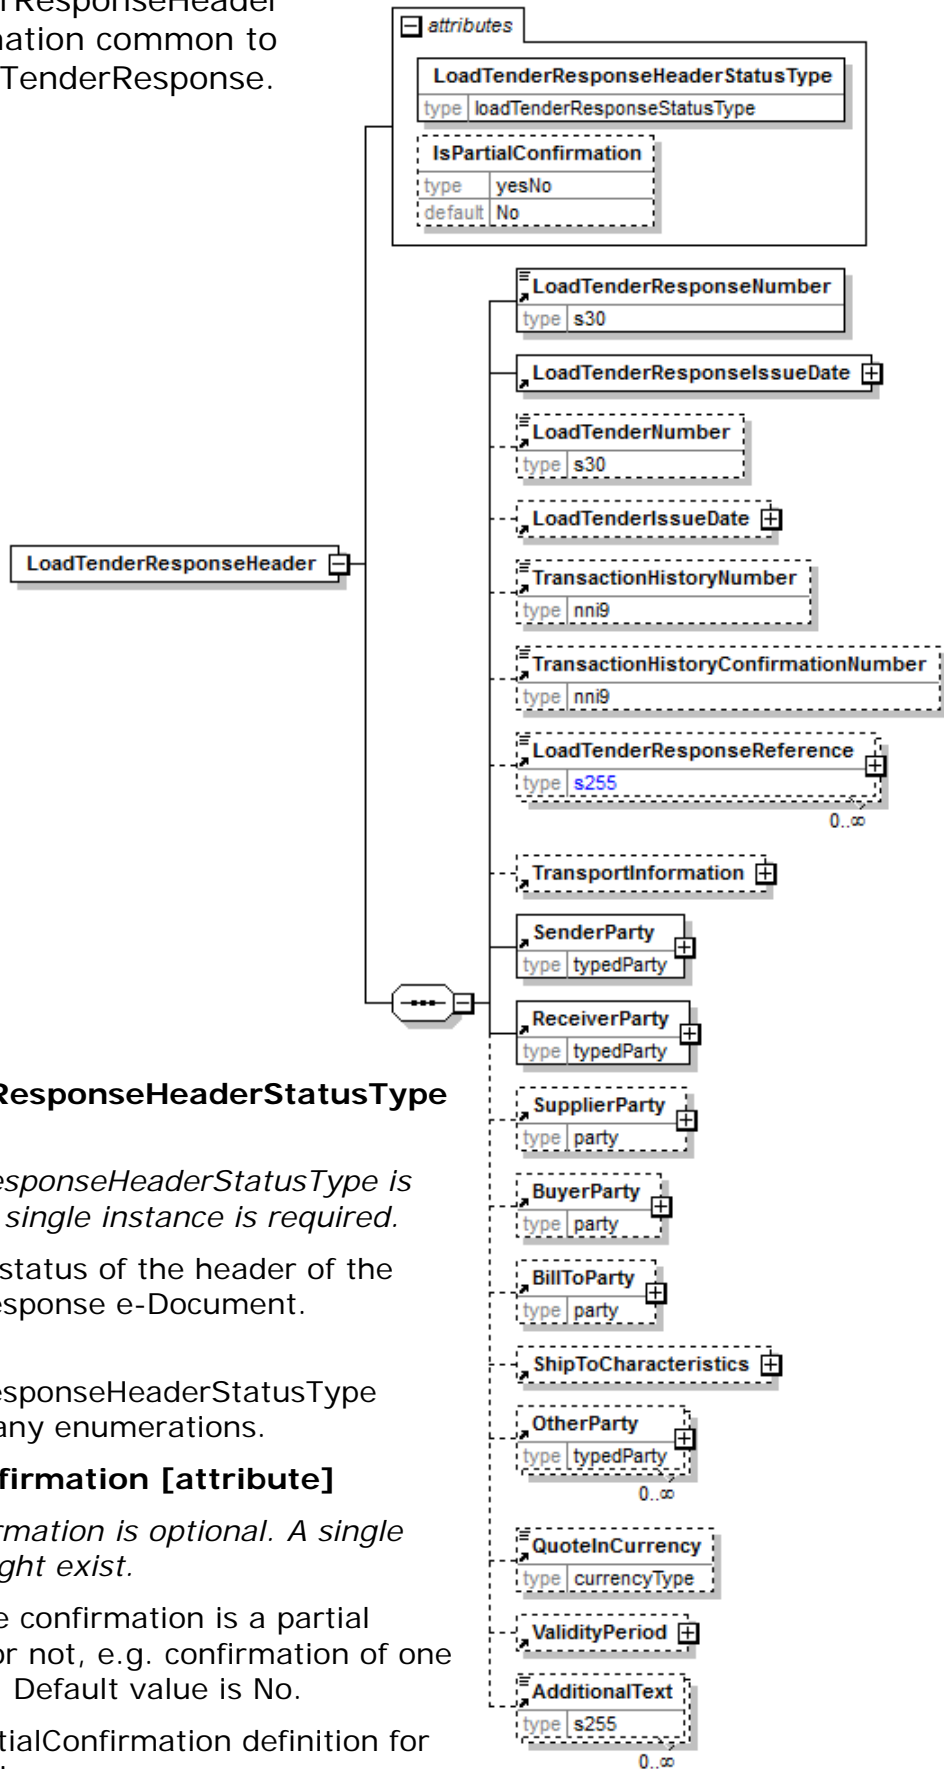 rResponseHeader
nation common to
TenderResponse.
attributes
LoadTenderResponseHeaderStatusType
type loadTenderResponseStatusType
IsPartialConfirmation
type yesNo
default No
LoadTenderResponseNumber
type s30
LoadTenderResponseIssueDate
LoadTenderNumber
type s30
LoadTenderIssueDate
LoadTenderResponseHeader
TransactionHistoryNumber
type nni9
TransactionHistoryConfirmationNumber
type nni9
LoadTenderResponseReference
type s255
0..∞
TransportInformation
SenderParty
type typedParty
ReceiverParty
type typedParty
SupplierParty
type party
BuyerParty
type party
BillToParty
type party
ShipToCharacteristics
OtherParty
type typedParty
0..∞
QuoteInCurrency
type currencyType
ValidityPeriod
AdditionalText
type s255
0..∞
ResponseHeaderStatusType
esponseHeaderStatusType is
single instance is required.
status of the header of the
esponse e-Document.
esponseHeaderStatusType
any enumerations.
nfirmation [attribute]
rmation is optional. A single
ght exist.
e confirmation is a partial
or not, e.g. confirmation of one
Default value is No.
tialConfirmation definition for